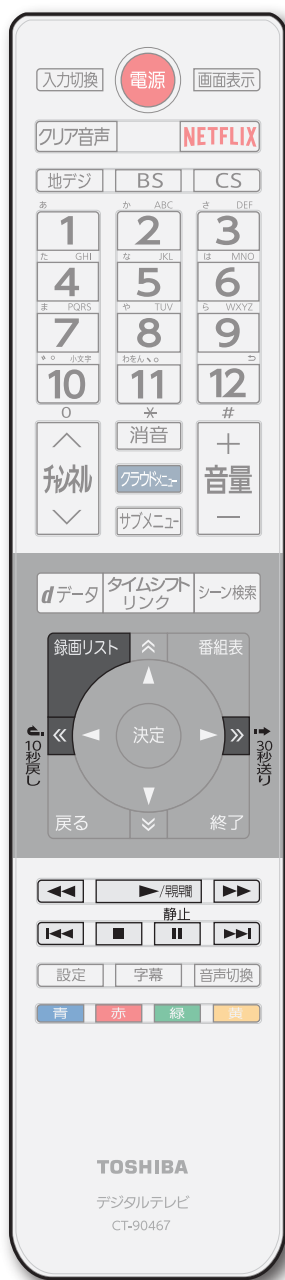 入力切換 電源 画面表示
クリア音声 NETFLIX
地デジ BS CS
あ か ABC さ DEF
1 2 3
た GHI な JKL は MNO
4 5 6
ま PQRS や TUV ら WXYZ
7 8 9
小文字 わをん、。
10 11 12
0 * #
チャンネル 消音 + 音量 −
クラウドメニュー
サブメニュー
dデータ タイムシフトリンク シーン検索
録画リスト 番組表
10秒戻し 決定 30秒送り
戻る 終了
静止
設定 字幕 音声切換
青 赤 緑 黄
TOSHIBA
デジタルテレビ
CT-90467